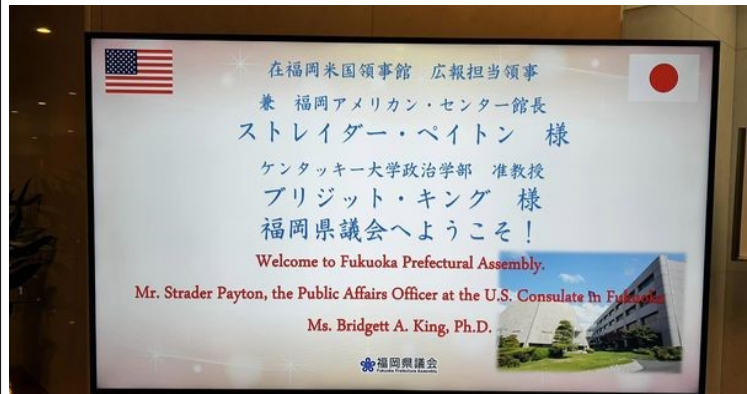 在福岡米国領事館 広報担当領事
兼 福岡アメリカン・センター館長
ストレイダー・ペイトン 様
ケンタッキー大学政治学部 准教授
ブリジット・キング 様
福岡県議会へようこそ!
Welcome to Fukuoka Prefectural Assembly.
Mr. Strader Payton, the Public Affairs Officer at the U.S. Consulate in Fukuoka
Ms. Bridgett A. King, Ph.D.
福岡県議会
Fukuoka Prefecture Assembly